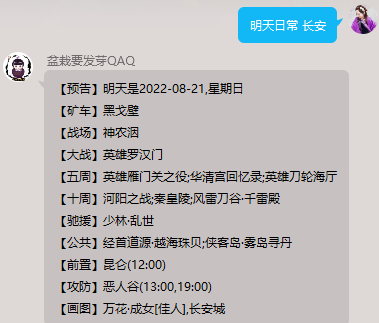 明天日常 长安
盆栽要发芽QAQ
【预告】明天是2022-08-21,星期日
【矿车】黑戈壁
【战场】神农洇
【大战】英雄罗汉门
【五周】英雄雁门关之役;华清宫回忆录;英雄刀轮海厅
【十周】河阳之战;秦皇陵;风雷刀谷·千雷殿
【驰援】少林·乱世
【公共】经首道源·越海珠贝;侠客岛·雾岛寻丹
【前置】昆仑(12:00)
【攻防】恶人谷(13:00,19:00)
【画图】万花·成女[佳人],长安城